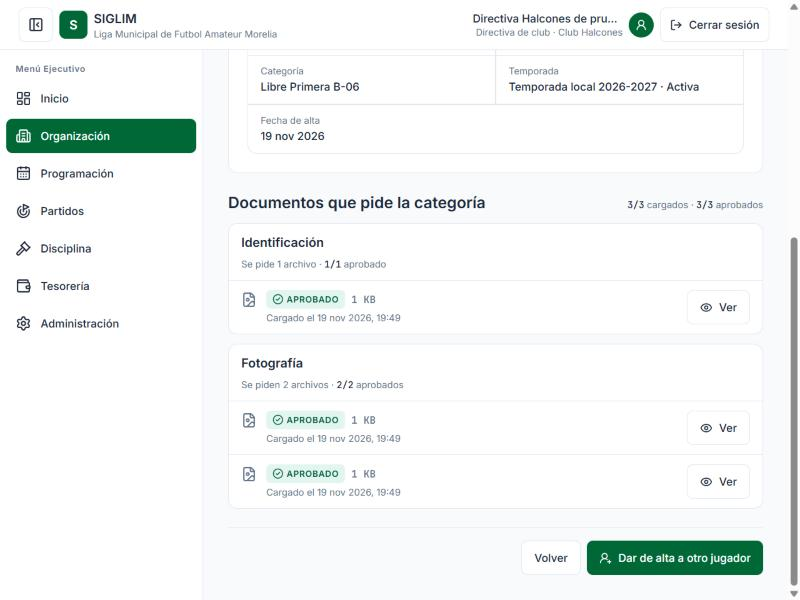 S
SIGLIM
Liga Municipal de Futbol Amateur Morelia
Directiva Halcones de pru...
Directiva de club · Club Halcones
Cerrar sesión
Menú Ejecutivo
Inicio
Organización
Programación
Partidos
Disciplina
Tesorería
Administración
Categoría
Libre Primera B-06
Temporada
Temporada local 2026-2027 · Activa
Fecha de alta
19 nov 2026
Documentos que pide la categoría
3/3 cargados · 3/3 aprobados
Identificación
Se pide 1 archivo · 1/1 aprobado
APROBADO 1 KB
Cargado el 19 nov 2026, 19:49
Ver
Fotografía
Se piden 2 archivos · 2/2 aprobados
APROBADO 1 KB
Cargado el 19 nov 2026, 19:49
Ver
APROBADO 1 KB
Cargado el 19 nov 2026, 19:49
Ver
Volver
Dar de alta a otro jugador